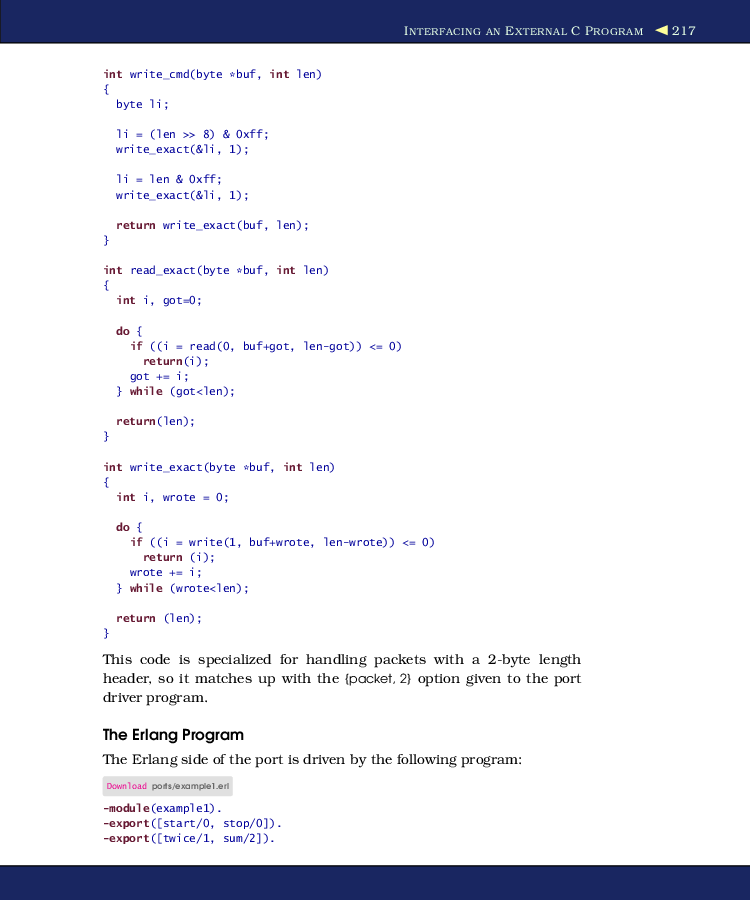 INTERFACING AN EXTERNAL C PROGRAM ◀ 217
int write_cmd(byte *buf, int len)
{
  byte li;

  li = (len >> 8) & 0xff;
  write_exact(&li, 1);

  li = len & 0xff;
  write_exact(&li, 1);

  return write_exact(buf, len);
}

int read_exact(byte *buf, int len)
{
  int i, got=0;

  do {
    if ((i = read(0, buf+got, len-got)) <= 0)
      return(i);
    got += i;
  } while (got<len);

  return(len);
}

int write_exact(byte *buf, int len)
{
  int i, wrote = 0;

  do {
    if ((i = write(1, buf+wrote, len-wrote)) <= 0)
      return (i);
    wrote += i;
  } while (wrote<len);

  return (len);
}
This code is specialized for handling packets with a 2-byte length
header, so it matches up with the {packet, 2} option given to the port
driver program.
The Erlang Program
The Erlang side of the port is driven by the following program:
Download ports/example1.erl
-module(example1).
-export([start/0, stop/0]).
-export([twice/1, sum/2]).